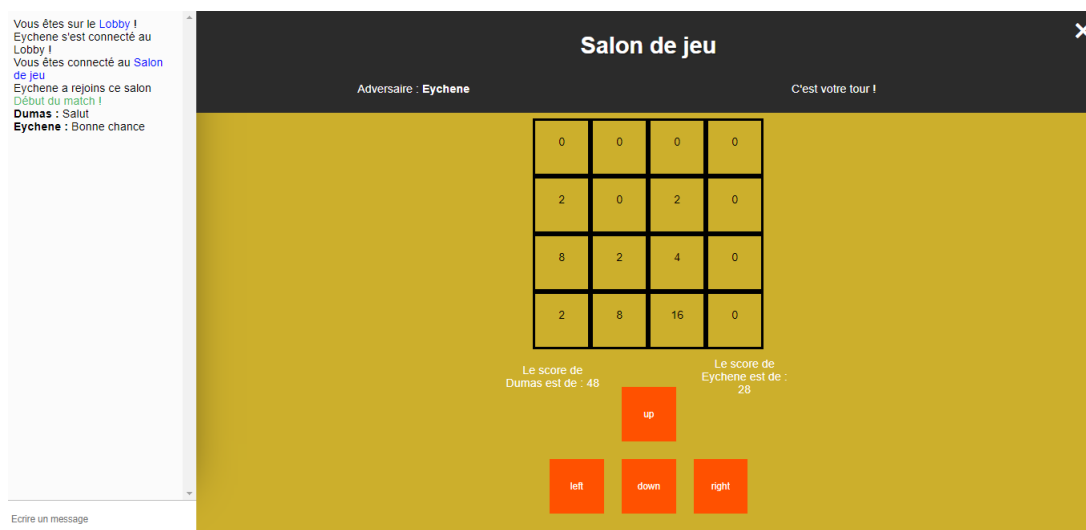 Vous êtes sur le Lobby !
Eychene s'est connecté au
Lobby !
Vous êtes connecté au Salon
de jeu
Eychene a rejoins ce salon
Début du match !
Dumas : Salut
Eychene : Bonne chance
Ecrire un message
Salon de jeu
×
Adversaire : Eychene
C'est votre tour !
0 0 0 0
2 0 2 0
8 2 4 0
2 8 16 0
Le score de
Dumas est de : 48
Le score de
Eychene est de :
28
up
left down right